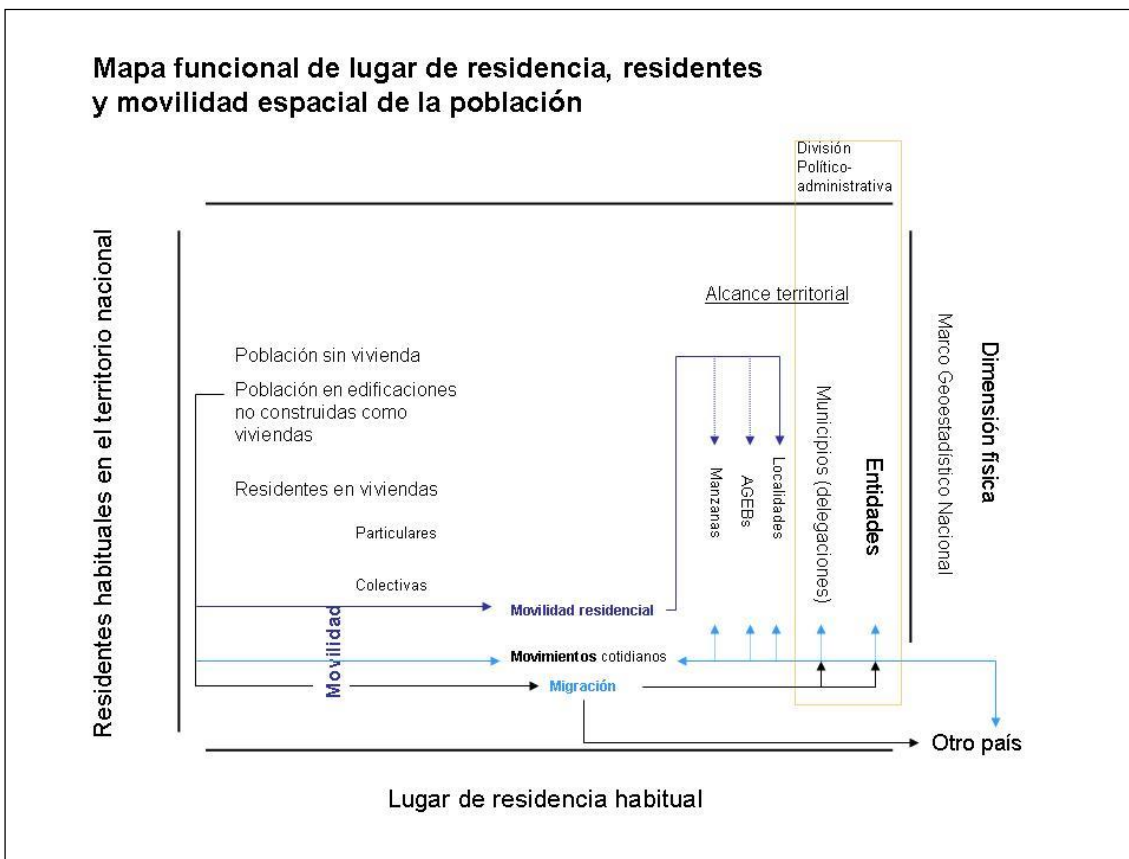 Mapa funcional de lugar de residencia, residentes
y movilidad espacial de la población
División
Político-
administrativa
Residentes habituales en el territorio nacional
Alcance territorial
Población sin vivienda
Población en edificaciones
no construidas como
viviendas
Residentes en viviendas
Particulares
Colectivas
Movilidad
Movilidad residencial
Movimientos cotidianos
Migración
Manzanas
AGEBs
Localidades
Municipios (delegaciones)
Entidades
Marco Geoestadístico Nacional
Dimensión física
Otro país
Lugar de residencia habitual